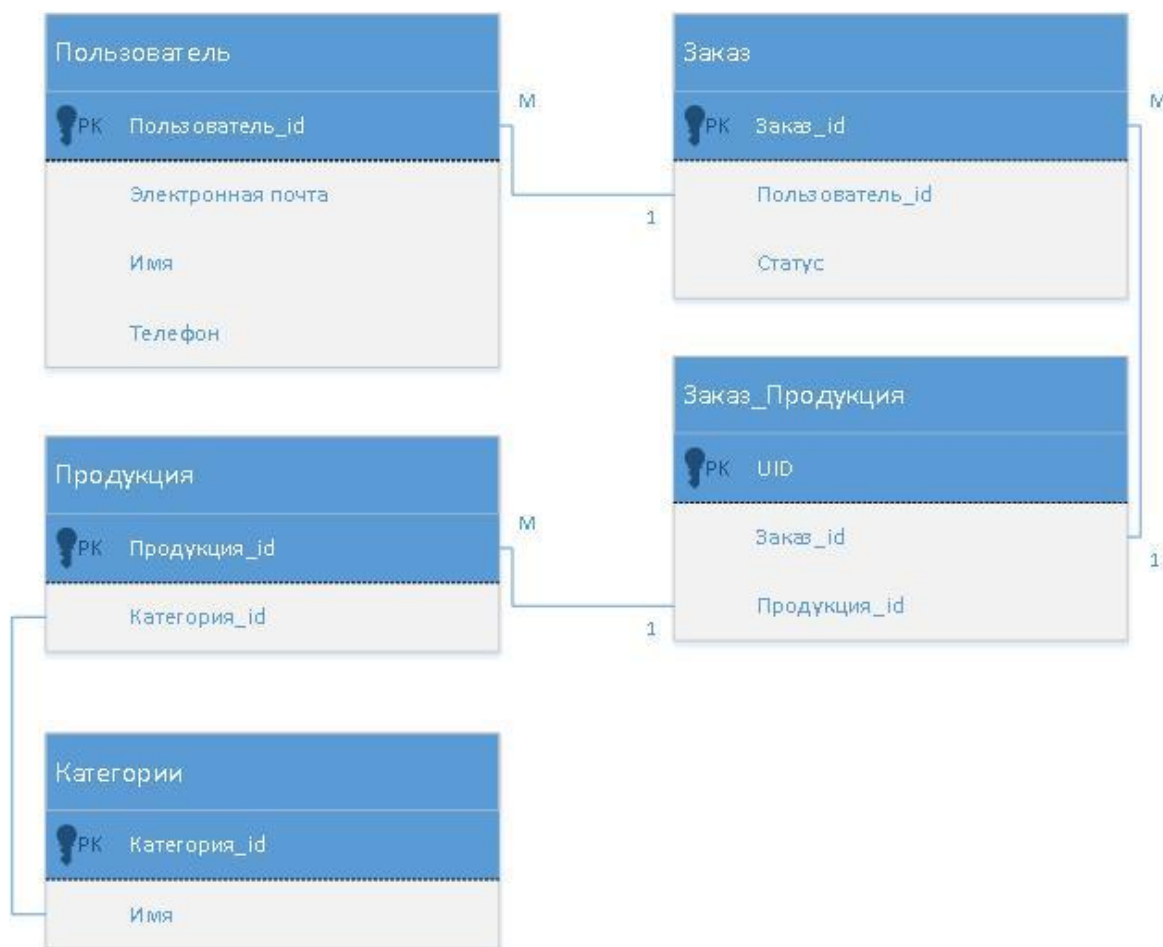 Пользователь
PK Пользователь_id
Электронная почта
Имя
Телефон
M
1
Заказ
PK Заказ_id
Пользователь_id
Статус
M
1
Заказ_Продукция
PK UID
Заказ_id
Продукция_id
Продукция
PK Продукция_id
Категория_id
M
1
Категории
PK Категория_id
Имя